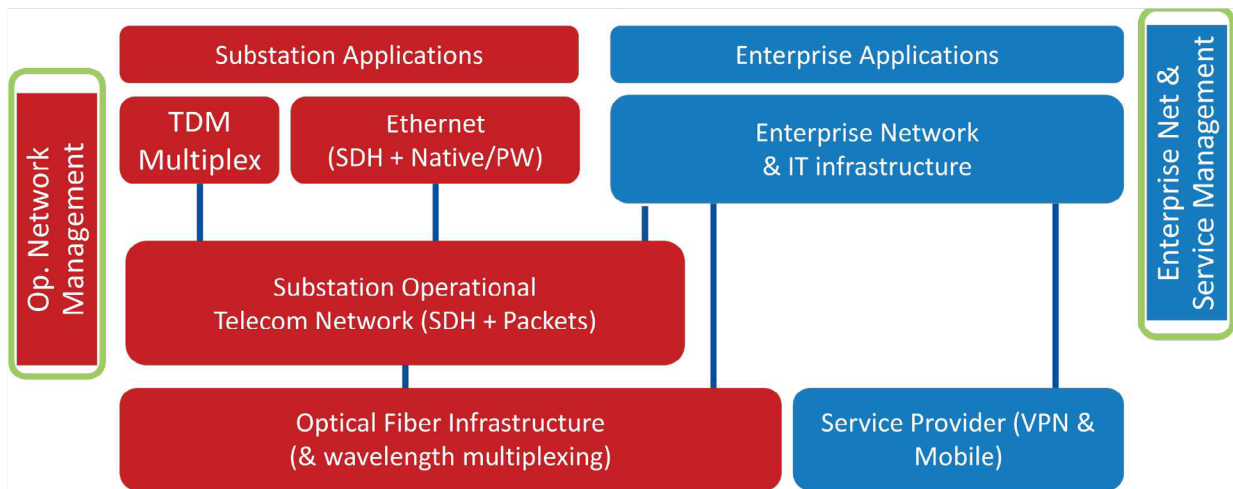 Substation Applications
Enterprise Applications
Op. Network
Management
TDM
Multiplex
Ethernet
(SDH + Native/PW)
Enterprise Network
& IT infrastructure
Enterprise Net &
Service Management
Substation Operational
Telecom Network (SDH + Packets)
Optical Fiber Infrastructure
(& wavelength multiplexing)
Service Provider (VPN &
Mobile)